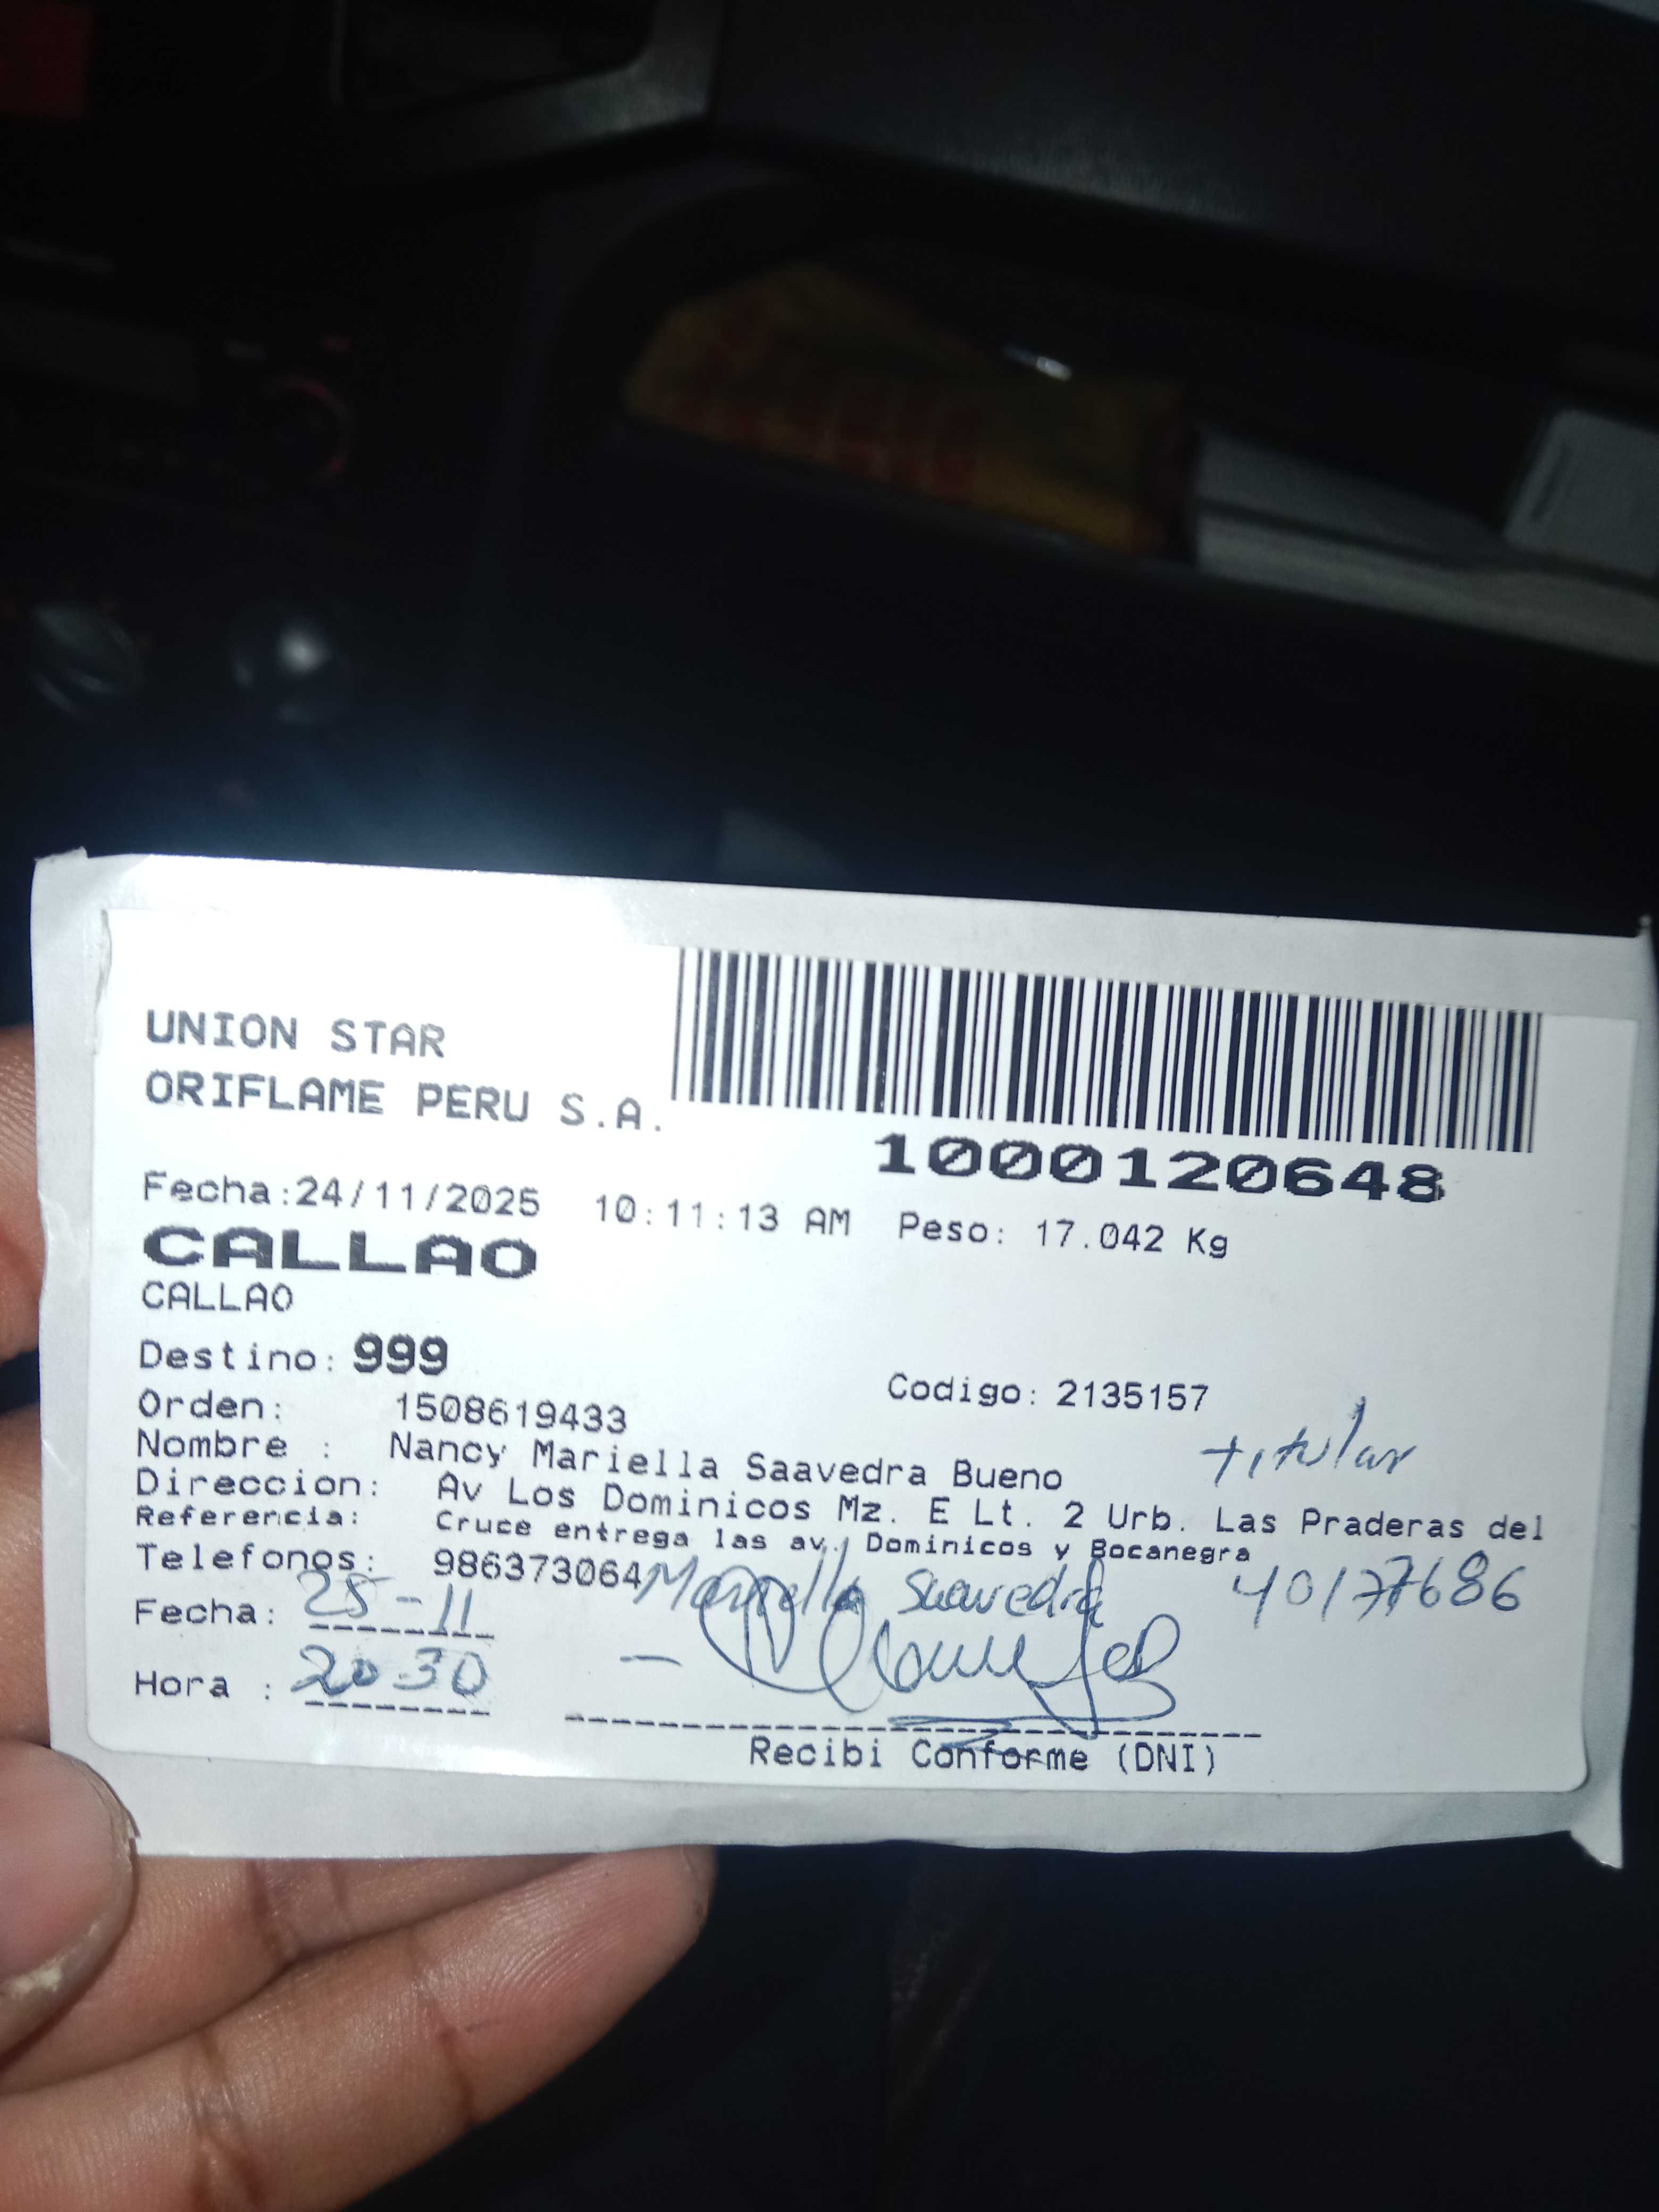 UNION STAR
ORIFLAME PERU S.A.
1000120648
Fecha:24/11/2025 10:11:13 AM Peso: 17.042 Kg
CALLAO
CALLAO
Destino: 999
Codigo: 2135157
Orden: 1508619433
titular
Nombre : Nancy Mariella Saavedra Bueno
Direccion: Av Los Dominicos Mz. E Lt. 2 Urb. Las Praderas del
Referencia: Cruce entrega las av. Dominicos y Bocanegra
Telefonos: 986373064 Mariella Saavedra 40177686
Fecha: 25-11
Hora : 20:30
Recibi Conforme (DNI)